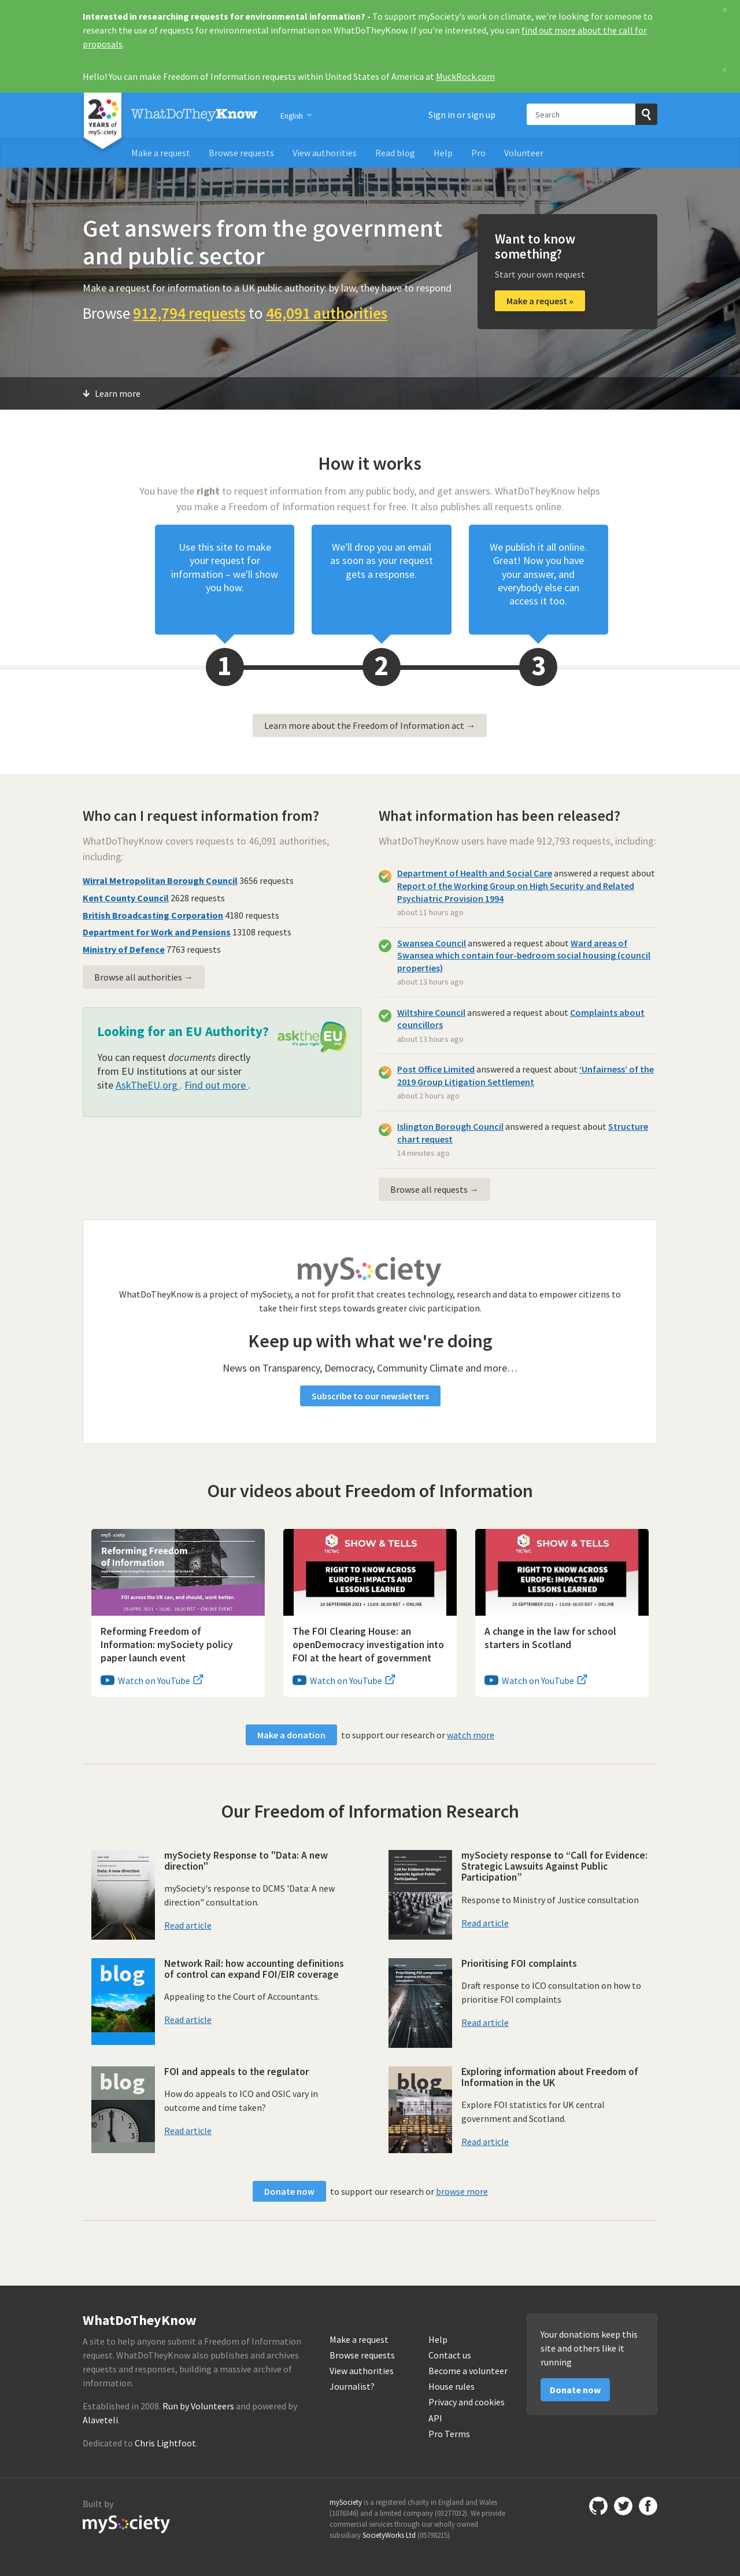 Interested in researching requests for environmental information? - To support mySociety's work on climate, we're looking for someone to
research the use of requests for environmental information on WhatDoTheyKnow. If you're interested, you can find out more about the call for
proposals.
×
Hello! You can make Freedom of Information requests within United States of America at MuckRock.com
×
20 YEARS of mySociety
WhatDoTheyKnow
English
Sign in or sign up
Search
Make a request
Browse requests
View authorities
Read blog
Help
Pro
Volunteer
Get answers from the government
and public sector
Make a request for information to a UK public authority: by law, they have to respond
Browse 912,794 requests to 46,091 authorities
Want to know
something?
Start your own request
Make a request »
Learn more
How it works
You have the right to request information from any public body, and get answers. WhatDoTheyKnow helps
you make a Freedom of Information request for free. It also publishes all requests online.
Use this site to make
your request for
information – we'll show
you how.
We'll drop you an email
as soon as your request
gets a response.
We publish it all online.
Great! Now you have
your answer, and
everybody else can
access it too.
1
2
3
Learn more about the Freedom of Information act →
Who can I request information from?
WhatDoTheyKnow covers requests to 46,091 authorities,
including:
Wirral Metropolitan Borough Council 3656 requests
Kent County Council 2628 requests
British Broadcasting Corporation 4180 requests
Department for Work and Pensions 13108 requests
Ministry of Defence 7763 requests
Browse all authorities →
Looking for an EU Authority?
asktheEU
it's your right .org
You can request documents directly
from EU Institutions at our sister
site AskTheEU.org . Find out more .
What information has been released?
WhatDoTheyKnow users have made 912,793 requests, including:
Department of Health and Social Care answered a request about
Report of the Working Group on High Security and Related
Psychiatric Provision 1994
about 11 hours ago
Swansea Council answered a request about Ward areas of
Swansea which contain four-bedroom social housing (council
properties)
about 13 hours ago
Wiltshire Council answered a request about Complaints about
councillors
about 13 hours ago
Post Office Limited answered a request about ‘Unfairness’ of the
2019 Group Litigation Settlement
about 2 hours ago
Islington Borough Council answered a request about Structure
chart request
14 minutes ago
Browse all requests →
mySociety
WhatDoTheyKnow is a project of mySociety, a not for profit that creates technology, research and data to empower citizens to
take their first steps towards greater civic participation.
Keep up with what we're doing
News on Transparency, Democracy, Community Climate and more…
Subscribe to our newsletters
Our videos about Freedom of Information
mySociety
Reforming Freedom
of Information
FOI across the UK can, and should, work better.
28 APRIL 2021 • 15.00-16.00 BST • ONLINE EVENT
Reforming Freedom of
Information: mySociety policy
paper launch event
Watch on YouTube
TICTeC
SHOW & TELLS
RIGHT TO KNOW ACROSS
EUROPE: IMPACTS AND
LESSONS LEARNED
28 SEPTEMBER 2021 • 15:03-16:00 BST • ONLINE
The FOI Clearing House: an
openDemocracy investigation into
FOI at the heart of government
Watch on YouTube
TICTeC
SHOW & TELLS
RIGHT TO KNOW ACROSS
EUROPE: IMPACTS AND
LESSONS LEARNED
28 SEPTEMBER 2021 • 15:03-16:00 BST • ONLINE
A change in the law for school
starters in Scotland
Watch on YouTube
Make a donation to support our research or watch more
Our Freedom of Information Research
Data: A new direction
mySociety Response to "Data: A new
direction"
mySociety's response to DCMS 'Data: A new
direction" consultation.
Read article
Call for Evidence: Strategic
Lawsuits Against Public
Participation
mySociety response to “Call for Evidence:
Strategic Lawsuits Against Public
Participation”
Response to Ministry of Justice consultation
Read article
blog
Network Rail: how accounting definitions
of control can expand FOI/EIR coverage
Appealing to the Court of Accountants.
Read article
Prioritising FOI complaints
Prioritising FOI complaints
Draft response to ICO consultation on how to
prioritise FOI complaints
Read article
blog
FOI and appeals to the regulator
How do appeals to ICO and OSIC vary in
outcome and time taken?
Read article
blog
Exploring information about Freedom of
Information in the UK
Explore FOI statistics for UK central
government and Scotland.
Read article
Donate now to support our research or browse more
WhatDoTheyKnow
A site to help anyone submit a Freedom of Information
request. WhatDoTheyKnow also publishes and archives
requests and responses, building a massive archive of
information.
Established in 2008. Run by Volunteers and powered by
Alaveteli.
Dedicated to Chris Lightfoot.
Make a request
Browse requests
View authorities
Journalist?
Help
Contact us
Become a volunteer
House rules
Privacy and cookies
API
Pro Terms
Your donations keep this
site and others like it
running
Donate now
Built by
mySociety
mySociety is a registered charity in England and Wales
(1076346) and a limited company (03277032). We provide
commercial services through our wholly owned
subsidiary SocietyWorks Ltd (05798215).